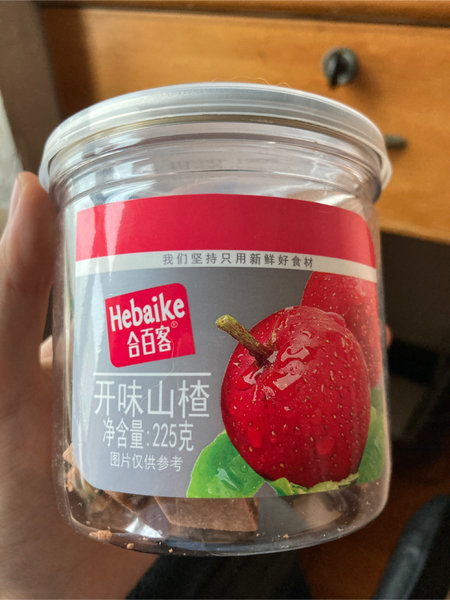 我们坚持只用新鲜好食材
Hebaike
合百客®
开味山楂
净含量:225克
图片仅供参考